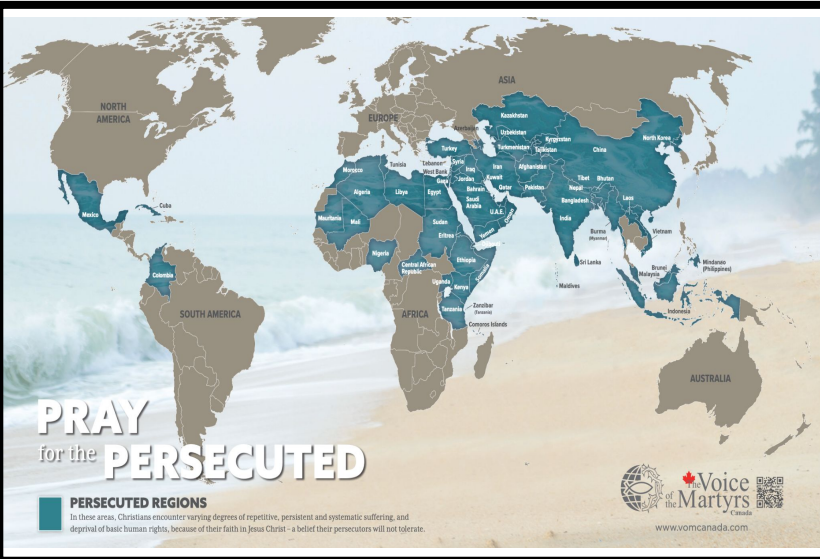 ASIA
NORTH
AMERICA
EUROPE
Kazakhstan
Azerbaijan
Uzbekistan
Kyrgyzstan
North Korea
Turkey
Turkmenistan
Tajikistan
China
Tunisia
Lebanon
Syria
Iraq
Iran
Afghanistan
Morocco
West Bank
Gaza
Jordan
Kuwait
Tibet
Bhutan
Algeria
Libya
Egypt
Bahrain
Qatar
Pakistan
Nepal
Laos
Saudi
Arabia
Bangladesh
Cuba
Mexico
Mauritania
Mali
Sudan
U.A.E.
Oman
India
Yemen
Eritrea
Burma
(Myanmar)
Vietnam
Nigeria
Ethiopia
Somalia
Sri Lanka
Mindanao
(Philippines)
Colombia
Central African
Republic
Brunei
Malaysia
Uganda
Kenya
Maldives
Tanzania
Zanzibar
(Tanzania)
Indonesia
SOUTH AMERICA
AFRICA
Comoros Islands
AUSTRALIA
PRAY
for the PERSECUTED
PERSECUTED REGIONS
In these areas, Christians encounter varying degrees of repetitive, persistent and systematic suffering, and
deprival of basic human rights, because of their faith in Jesus Christ – a belief their persecutors will not tolerate.
The Voice
of the Martyrs
Canada
www.vomcanada.com